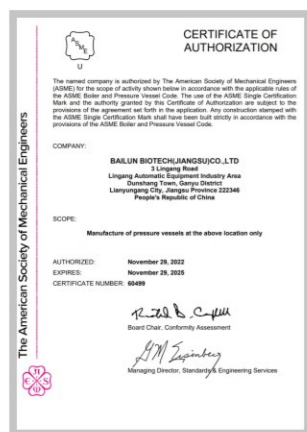 CERTIFICATE OF
AUTHORIZATION
ASME
U
The named company is authorized by The American Society of Mechanical Engineers
(ASME) for the scope of activity shown below in accordance with the applicable rules of
the ASME Boiler and Pressure Vessel Code. The use of the ASME Single Certification
Mark and the authority granted by this Certificate of Authorization are subject to the
provisions of the agreement set forth in the application. Any construction stamped with
the ASME Single Certification Mark shall have been built strictly in accordance with the
provisions of the ASME Boiler and Pressure Vessel Code.
COMPANY:
BAILUN BIOTECH(JIANGSU)CO.,LTD
3 Lingang Road
Lingang Automatic Equipment Industry Area
Dunshang Town, Ganyu District
Lianyungang City, Jiangsu Province 222346
People's Republic of China
SCOPE:
Manufacture of pressure vessels at the above location only
AUTHORIZED: November 29, 2022
EXPIRES: November 29, 2025
CERTIFICATE NUMBER: 60499
Board Chair, Conformity Assessment
Managing Director, Standards & Engineering Services
The American Society of Mechanical Engineers